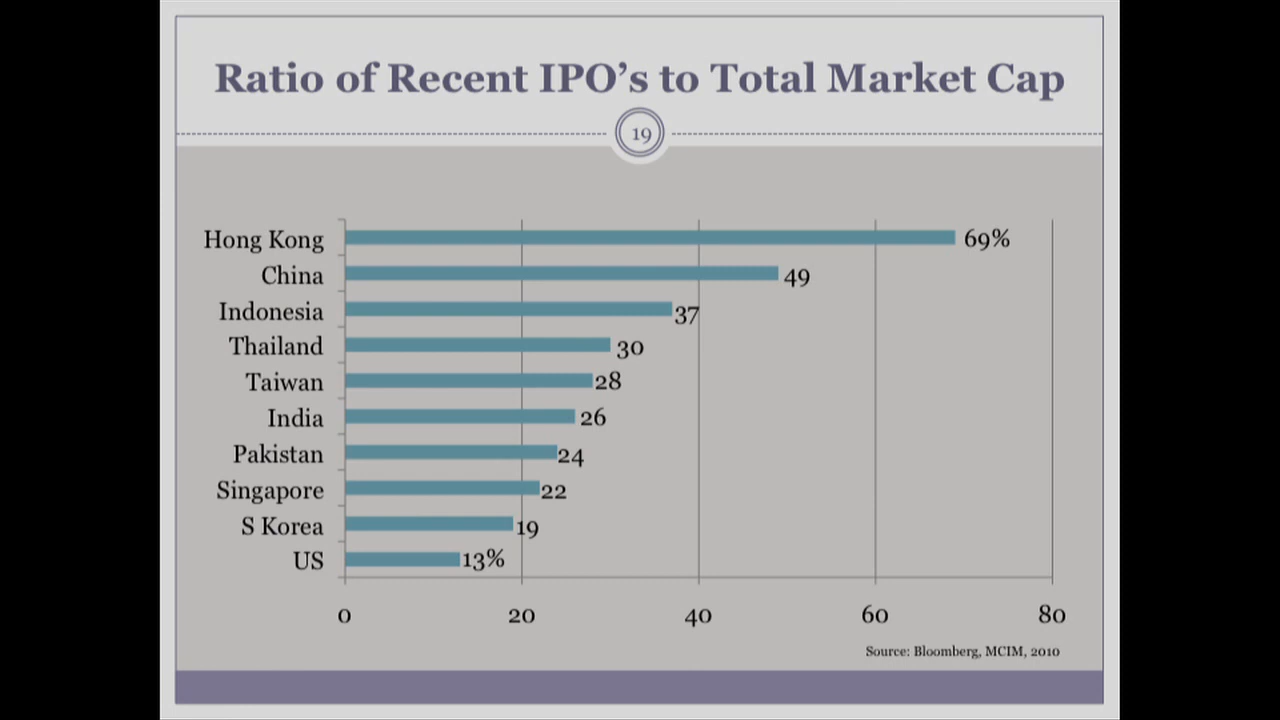 Ratio of Recent IPO’s to Total Market Cap
19
Hong Kong 69%
China 49
Indonesia 37
Thailand 30
Taiwan 28
India 26
Pakistan 24
Singapore 22
S Korea 19
US 13%
0 20 40 60 80
Source: Bloomberg, MCIM, 2010